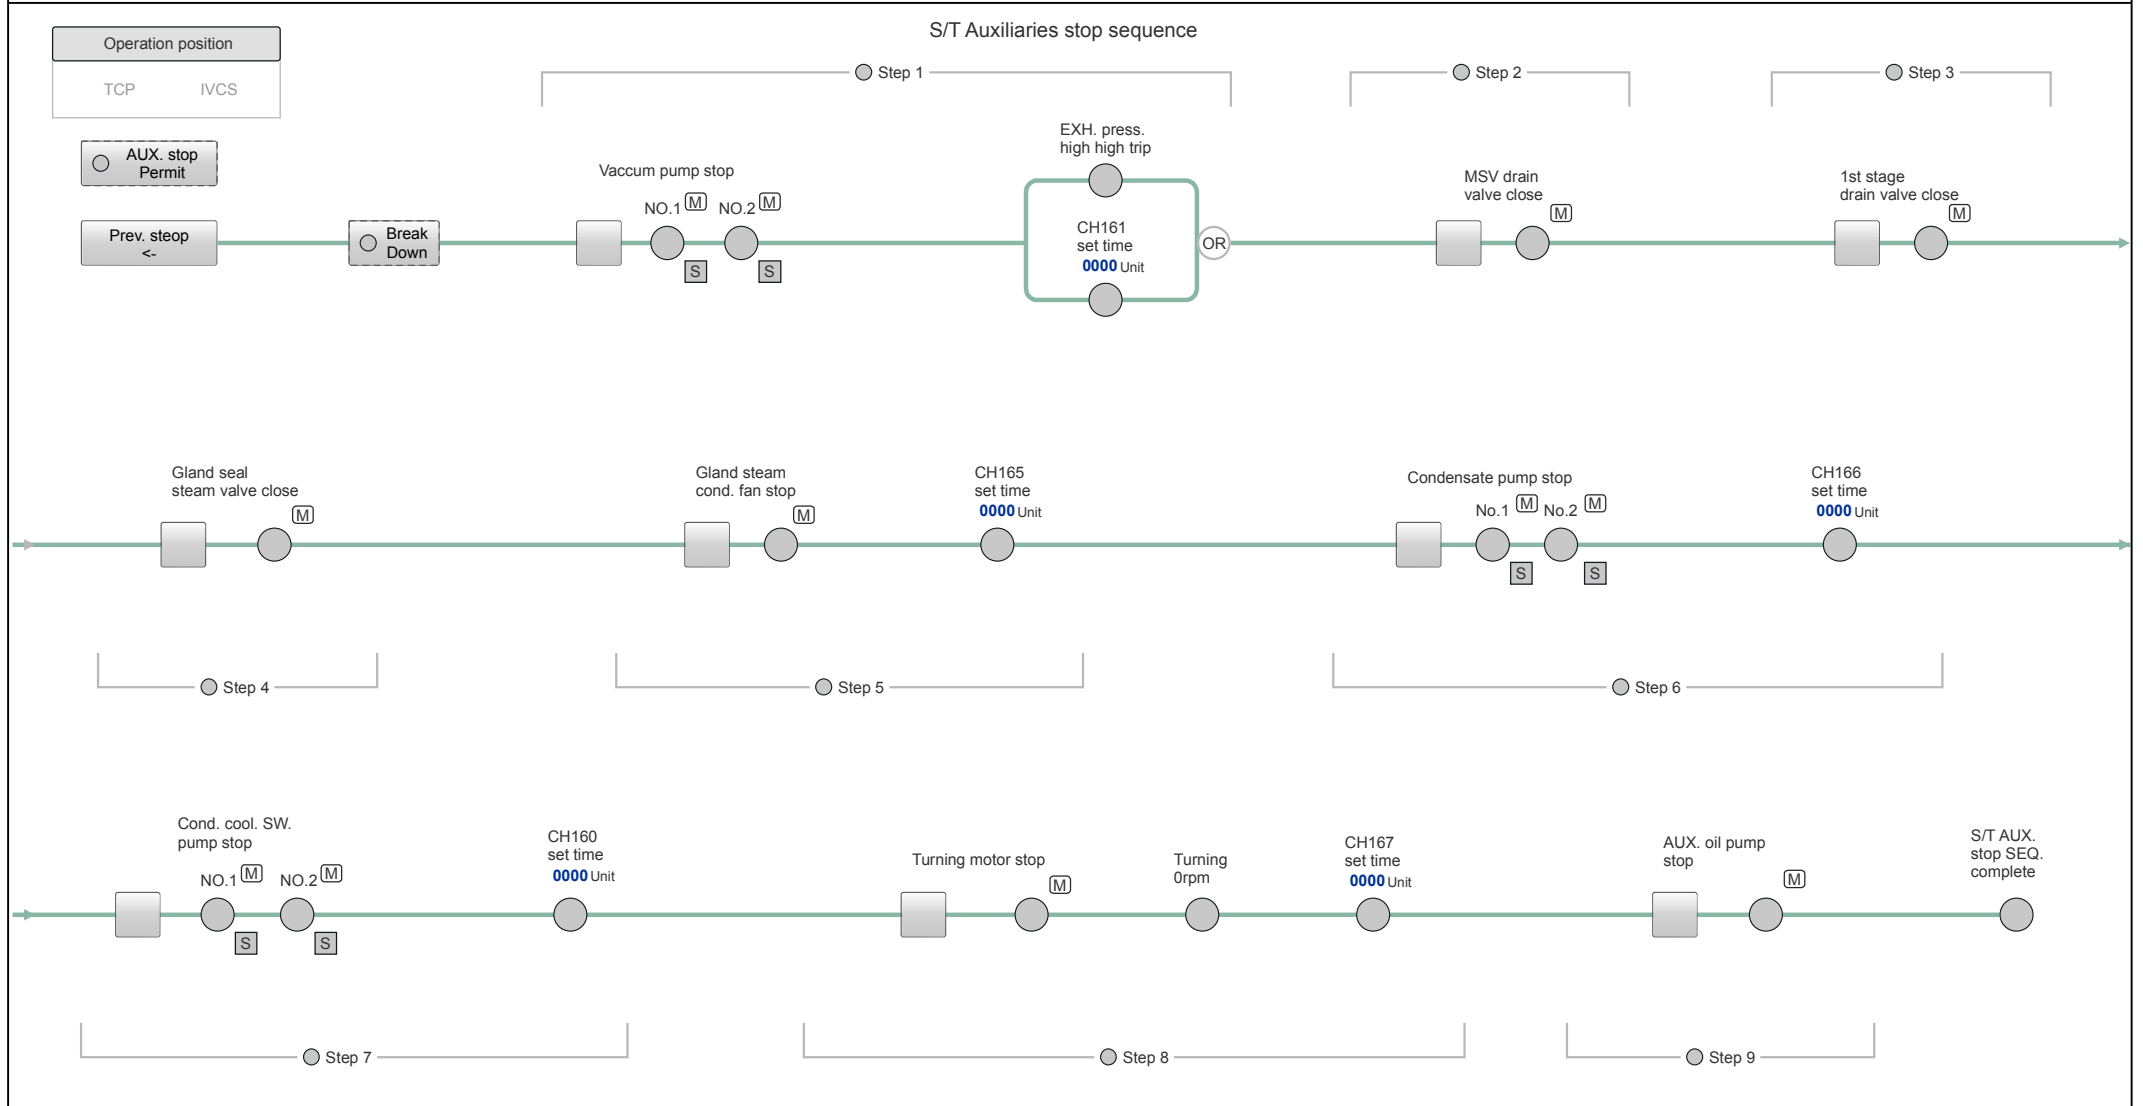 S/T Auxiliaries stop sequence
Operation position
TCP IVCS
Step 1
Step 2
Step 3
AUX. stop
Permit
Prev. steop
<-
Break
Down
Vaccum pump stop
NO.1 M NO.2 M
S S
EXH. press.
high high trip
CH161
set time
0000 Unit
OR
MSV drain
valve close
M
1st stage
drain valve close
M
Gland seal
steam valve close
M
Gland steam
cond. fan stop
M
CH165
set time
0000 Unit
Condensate pump stop
No.1 M No.2 M
S S
CH166
set time
0000 Unit
Step 4
Step 5
Step 6
Cond. cool. SW.
pump stop
NO.1 M NO.2 M
S S
CH160
set time
0000 Unit
Turning motor stop
M
Turning
0rpm
CH167
set time
0000 Unit
AUX. oil pump
stop
M
S/T AUX.
stop SEQ.
complete
Step 7
Step 8
Step 9